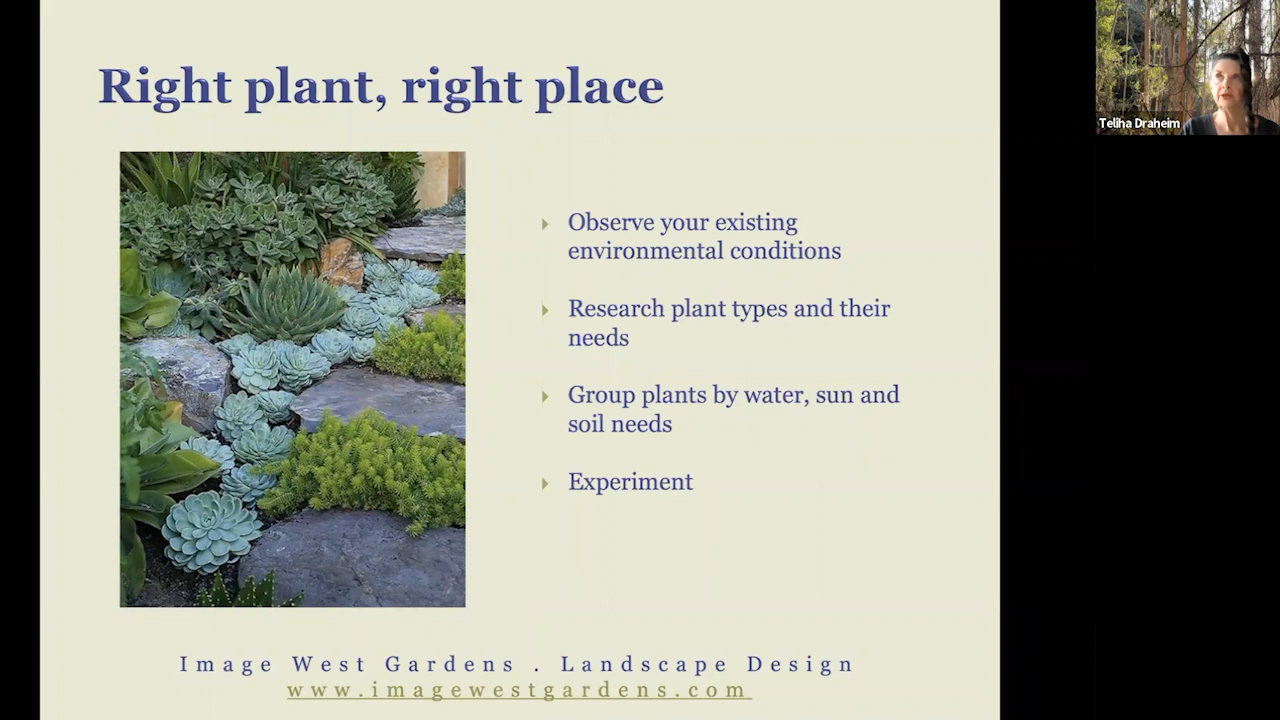 Right plant, right place
Teliha Draheim
Observe your existing
environmental conditions
Research plant types and their
needs
Group plants by water, sun and
soil needs
Experiment
Image West Gardens . Landscape Design
www.imagewestgardens.com